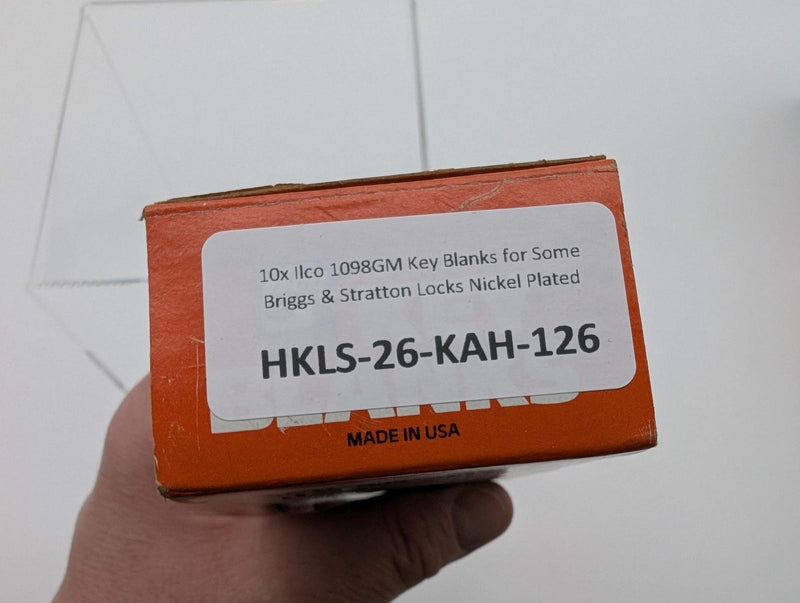 10x Ilco 1098GM Key Blanks for Some
Briggs & Stratton Locks Nickel Plated
HKLS-26-KAH-126
BLANKS
MADE IN USA